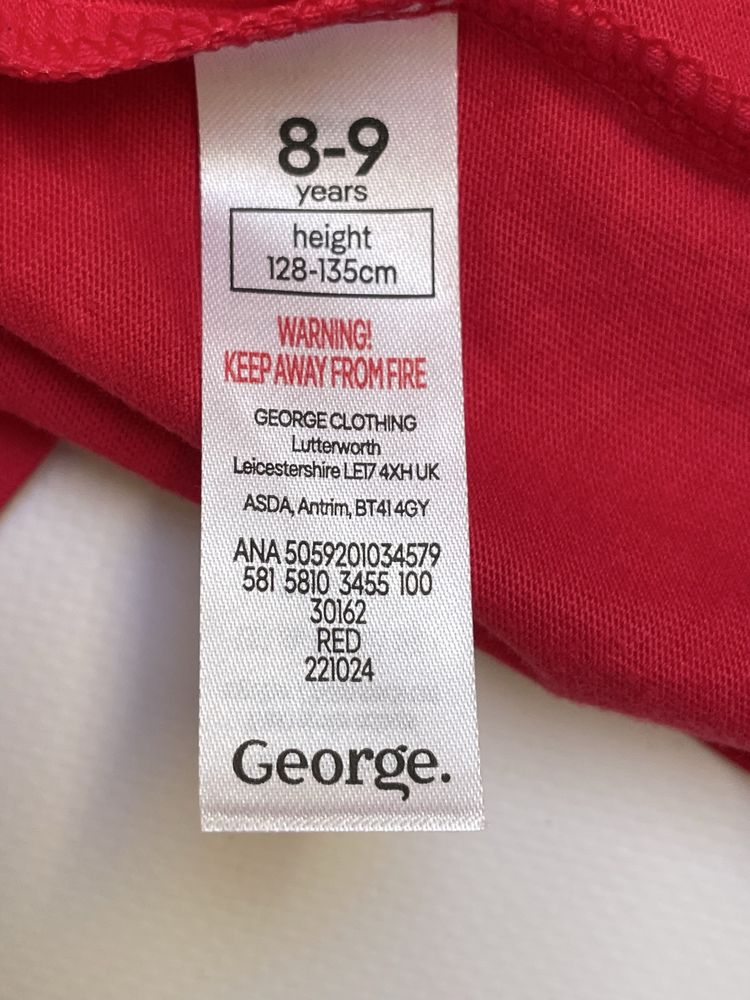 8-9
years
height
128-135cm
WARNING!
KEEP AWAY FROM FIRE
GEORGE CLOTHING
Lutterworth
Leicestershire LE17 4XH UK
ASDA, Antrim, BT41 4GY
ANA 5059201034579
581 5810 3455 100
30162
RED
221024
George.